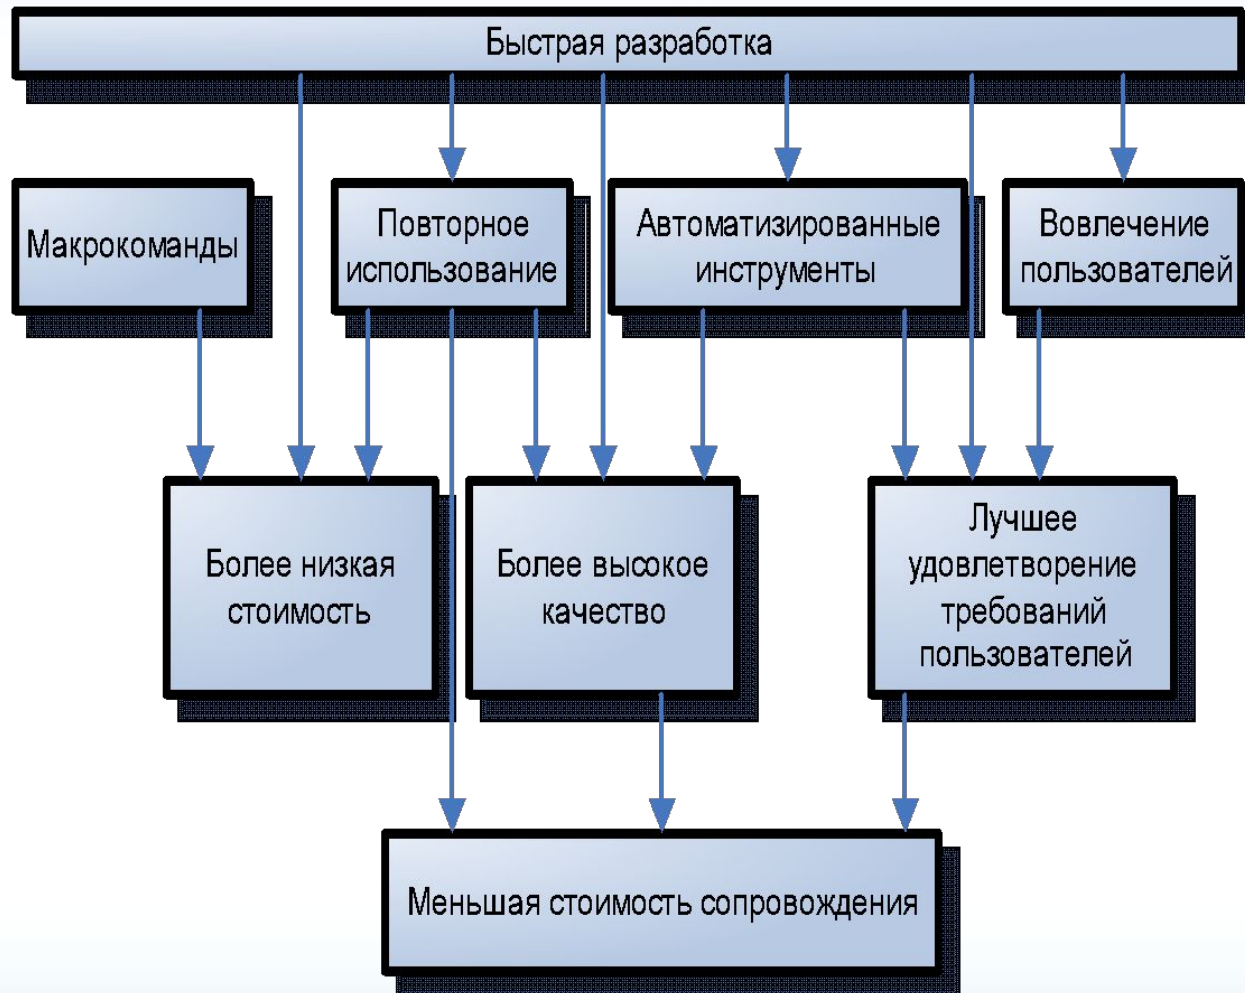 Быстрая разработка
Макрокоманды
Повторное
использование
Автоматизированные
инструменты
Вовлечение
пользователей
Более низкая
стоимость
Более высокое
качество
Лучшее
удовлетворение
требований
пользователей
Меньшая стоимость сопровождения